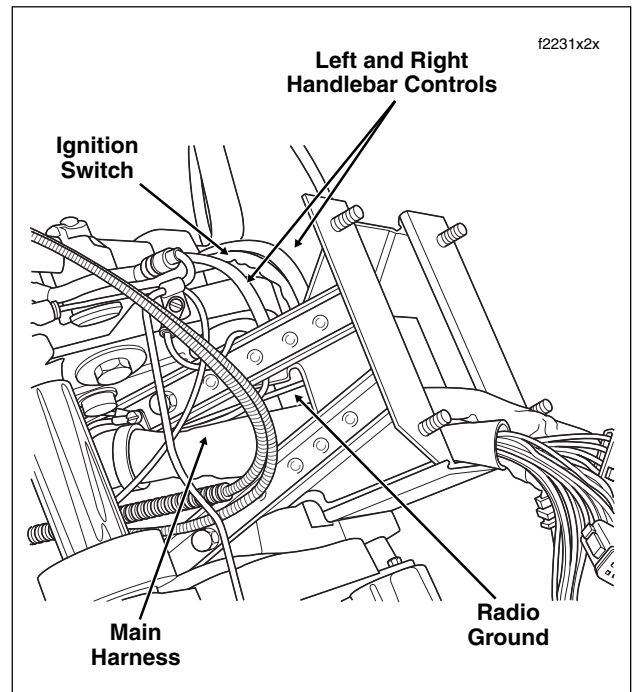 f2231x2x
Left and Right
Handlebar Controls
Ignition
Switch
Radio
Ground
Main
Harness